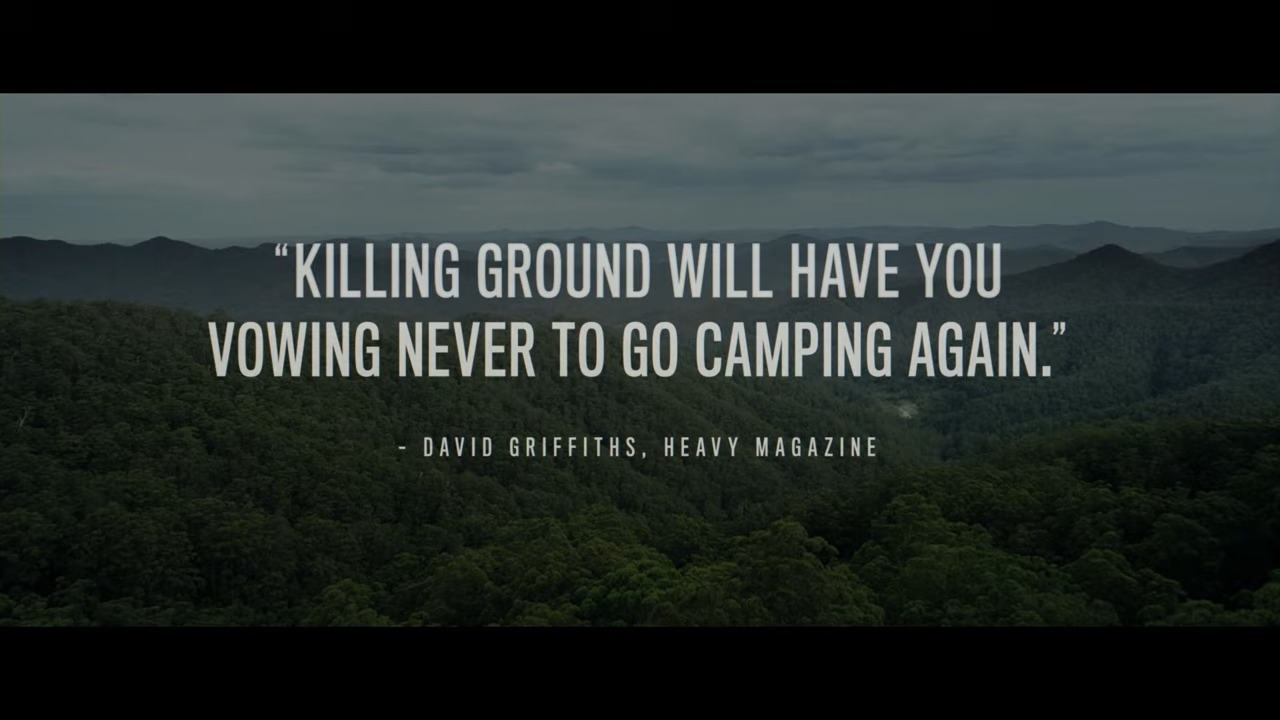 “KILLING GROUND WILL HAVE YOU
VOWING NEVER TO GO CAMPING AGAIN.”
- DAVID GRIFFITHS, HEAVY MAGAZINE